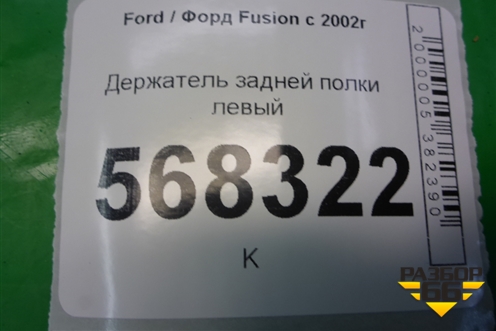 Ford / Форд Fusion с 2002г
Держатель задней полки
левый
568322
К
2000005382390
РАЗБОР
66